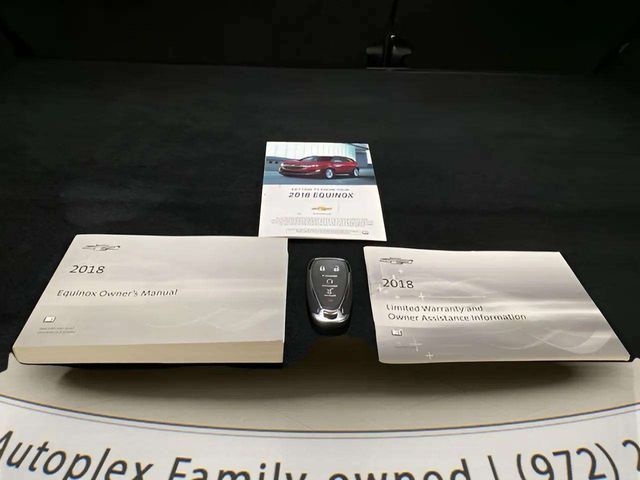 GETTING TO KNOW YOUR
2018 EQUINOX
2018
Equinox Owner's Manual
2018
Limited Warranty and
Owner Assistance Information
Autoplex Family owned | (972) 2